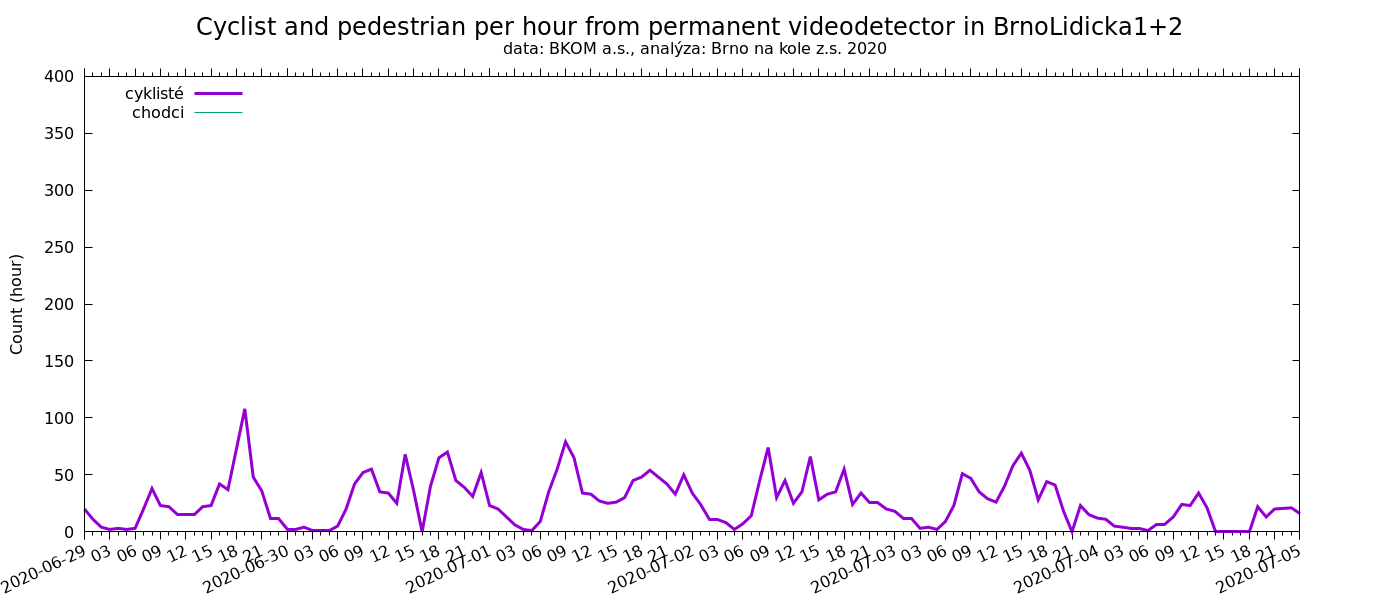 Cyclist and pedestrian per hour from permanent videodetector in BrnoLidicka1+2
data: BKOM a.s., analýza: Brno na kole z.s. 2020
cyklisté
chodci
400
350
300
250
200
150
100
50
0
Count (hour)
2020-06-29 03 06 09 12 15 18 21 2020-06-30 03 06 09 12 15 18 21 2020-07-01 03 06 09 12 15 18 21 2020-07-02 03 06 09 12 15 18 21 2020-07-03 03 06 09 12 15 18 21 2020-07-04 03 06 09 12 15 18 21 2020-07-05